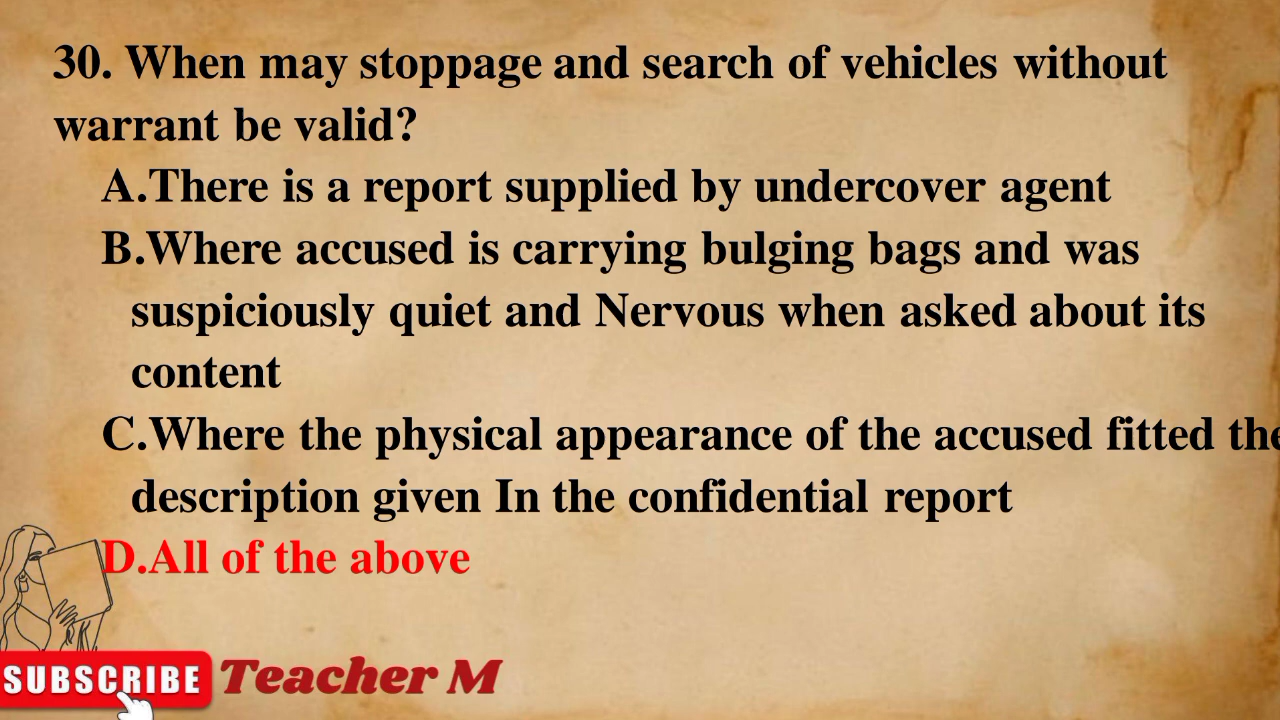 30. When may stoppage and search of vehicles without
warrant be valid?
A.There is a report supplied by undercover agent
B.Where accused is carrying bulging bags and was
suspiciously quiet and Nervous when asked about its
content
C.Where the physical appearance of the accused fitted the
description given In the confidential report
D.All of the above
SUBSCRIBE Teacher M